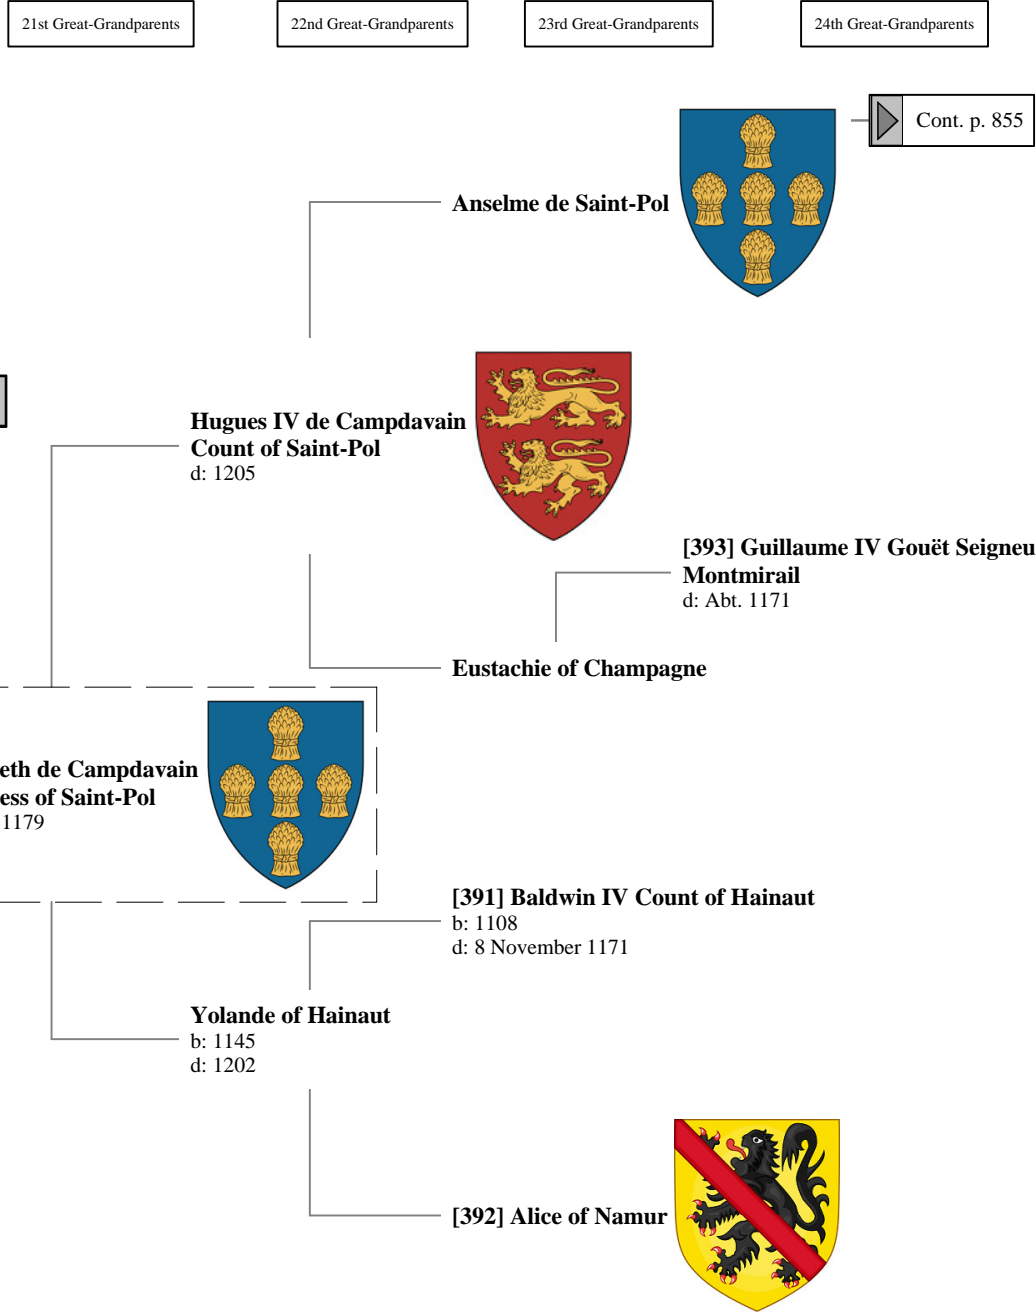 21st Great-Grandparents
22nd Great-Grandparents
23rd Great-Grandparents
24th Great-Grandparents
Cont. p. 855
Anselme de Saint-Pol
Hugues IV de Campdavain
Count of Saint-Pol
d: 1205
[393] Guillaume IV Gouët Seigneu
Montmirail
d: Abt. 1171
Eustachie of Champagne
eth de Campdavain
ess of Saint-Pol
1179
[391] Baldwin IV Count of Hainaut
b: 1108
d: 8 November 1171
Yolande of Hainaut
b: 1145
d: 1202
[392] Alice of Namur